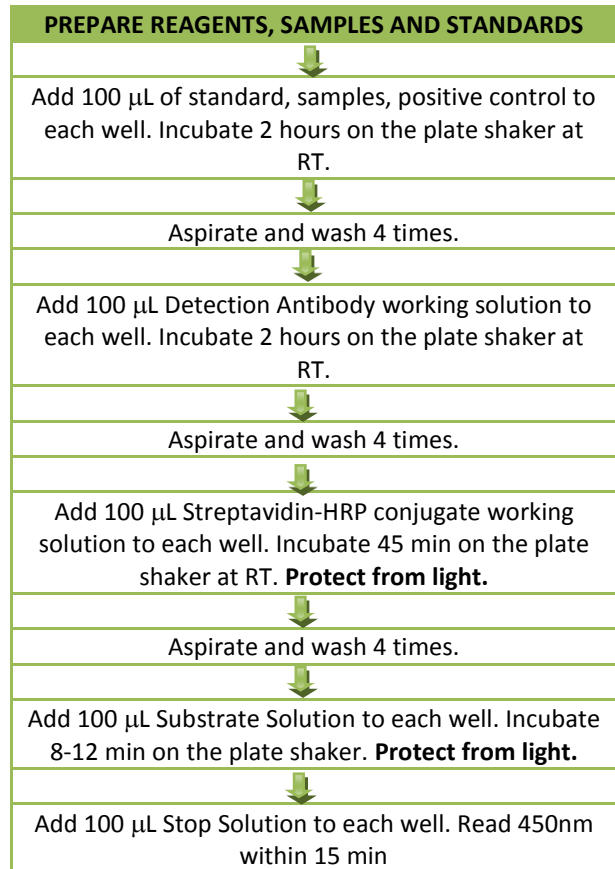 PREPARE REAGENTS, SAMPLES AND STANDARDS
Add 100 μL of standard, samples, positive control to
each well. Incubate 2 hours on the plate shaker at
RT.
Aspirate and wash 4 times.
Add 100 μL Detection Antibody working solution to
each well. Incubate 2 hours on the plate shaker at
RT.
Aspirate and wash 4 times.
Add 100 μL Streptavidin-HRP conjugate working
solution to each well. Incubate 45 min on the plate
shaker at RT. Protect from light.
Aspirate and wash 4 times.
Add 100 μL Substrate Solution to each well. Incubate
8-12 min on the plate shaker. Protect from light.
Add 100 μL Stop Solution to each well. Read 450nm
within 15 min